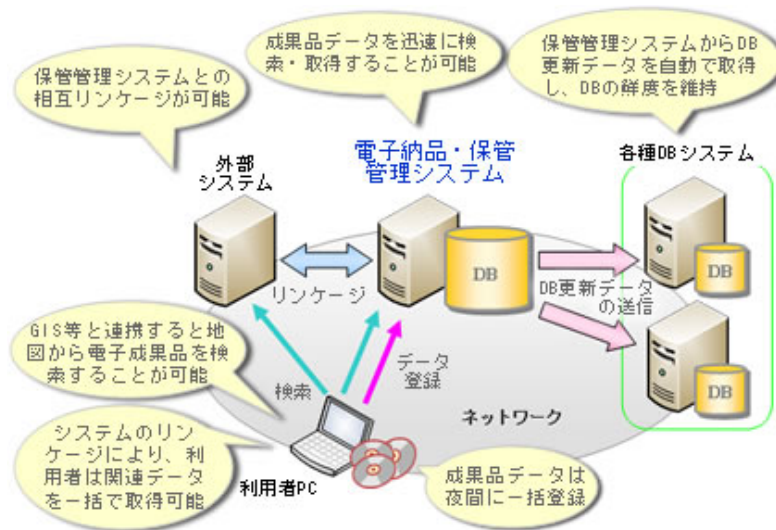 保管管理システムとの
相互リンケージが可能
成果品データを迅速に検
索・取得することが可能
保管管理システムからDB
更新データを自動で取得
し、DBの鮮度を維持
外部
システム
電子納品・保管
管理システム
各種DBシステム
リンケージ
DB
DB
DB更新データ
の送信
DB
GIS等と連携すると地
図から電子成果品を検
索することが可能
検索
データ
登録
ネットワーク
システムのリン
ケージにより、利
用者は関連データ
を一括で取得可能
利用者PC
成果品データは
夜間に一括登録